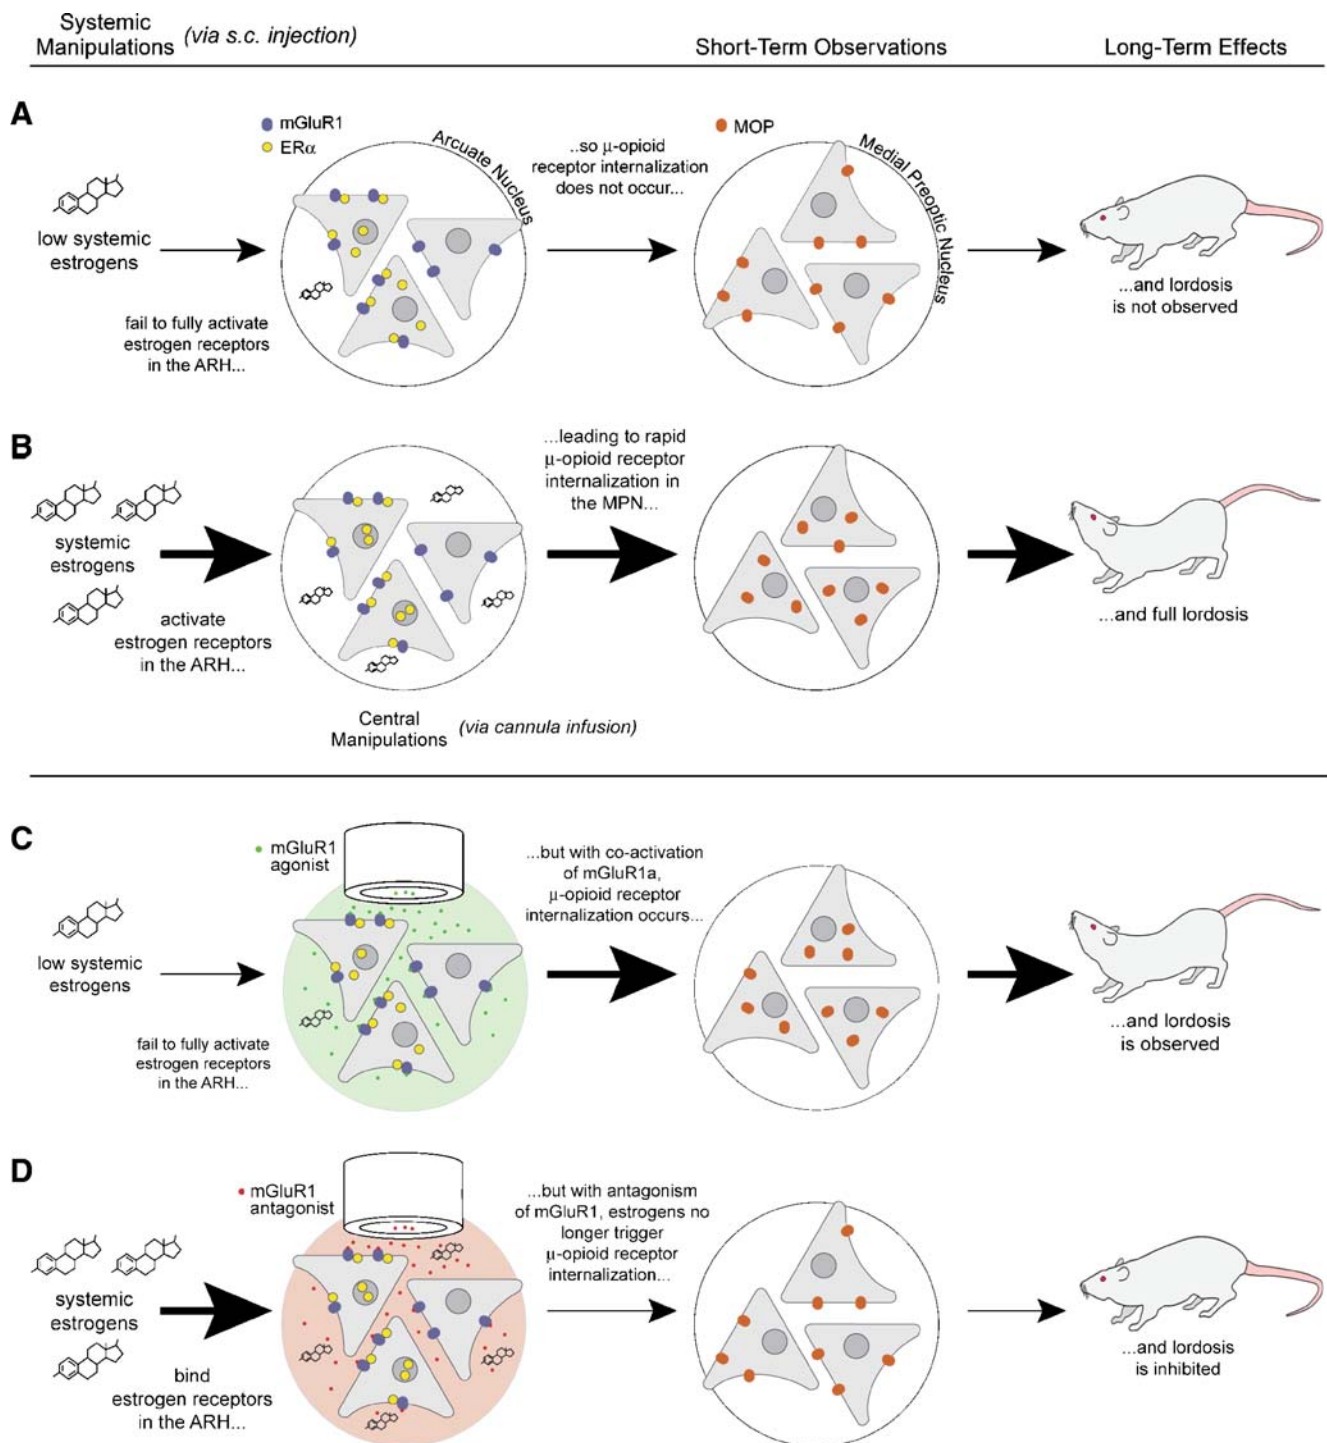 Systemic
Manipulations (via s.c. injection)
Short-Term Observations
Long-Term Effects
A
mGluR1
ERα
Arcuate Nucleus
low systemic
estrogens
fail to fully activate
estrogen receptors
in the ARH...
..so μ-opioid
receptor internalization
does not occur...
MOP
Medial Preoptic Nucleus
...and lordosis
is not observed
B
systemic
estrogens
activate
estrogen receptors
in the ARH...
...leading to rapid
μ-opioid receptor
internalization in
the MPN...
...and full lordosis
Central
Manipulations (via cannula infusion)
C
mGluR1
agonist
low systemic
estrogens
fail to fully activate
estrogen receptors
in the ARH...
...but with co-activation
of mGluR1a,
μ-opioid receptor
internalization occurs...
...and lordosis
is observed
D
mGluR1
antagonist
systemic
estrogens
bind
estrogen receptors
in the ARH...
...but with antagonism
of mGluR1, estrogens no
longer trigger
μ-opioid receptor
internalization...
...and lordosis
is inhibited